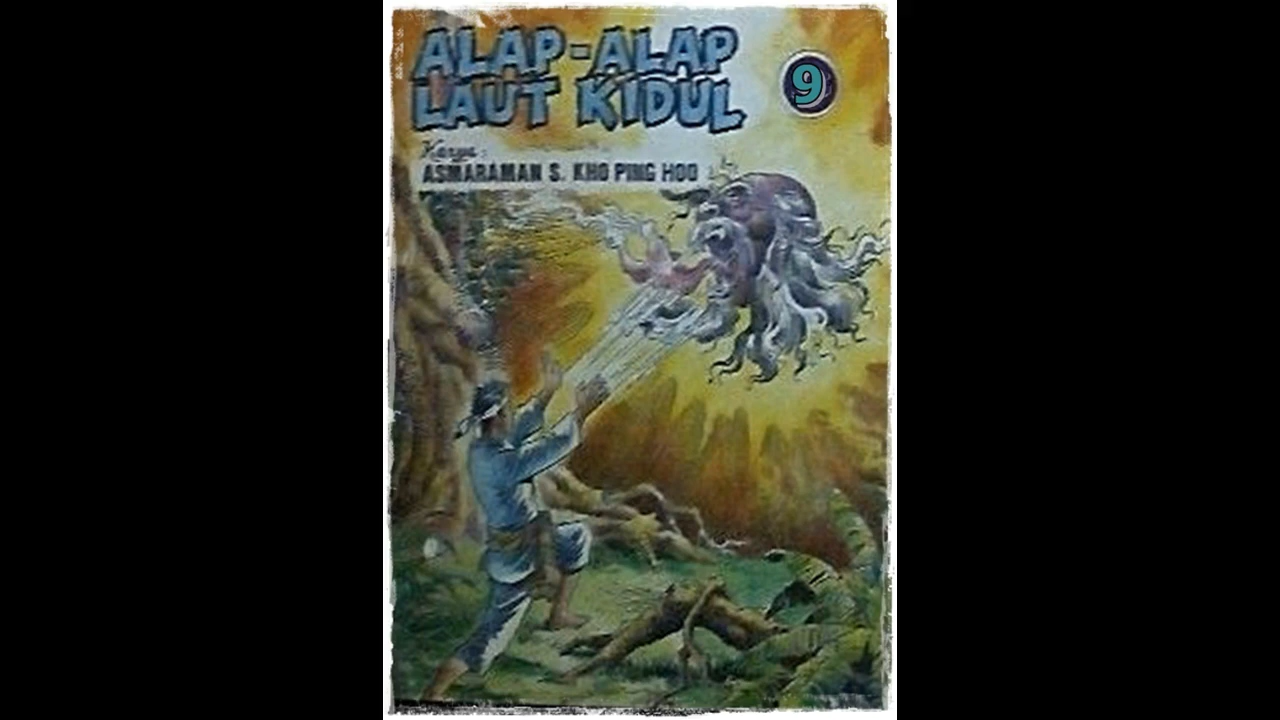 ALAP-ALAP
LAUT KIDUL
9
Karya :
ASMARAMAN S. KHO PING HOO